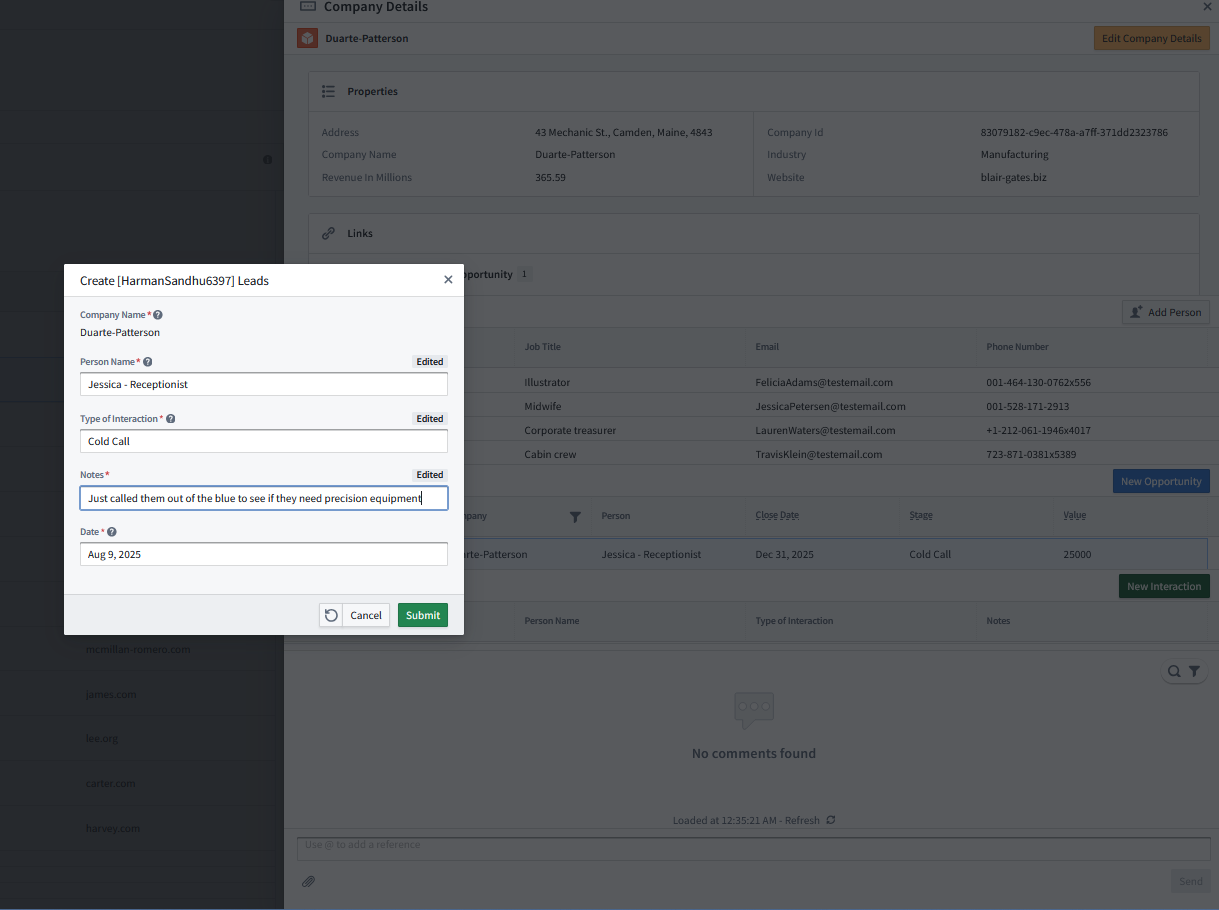 Company Details
Duarte-Patterson
Edit Company Details
Properties
Address 43 Mechanic St., Camden, Maine, 4843
Company Id 83079182-c9ec-478a-a7ff-371dd2323786
Company Name Duarte-Patterson
Industry Manufacturing
Revenue In Millions 365.59
Website blair-gates.biz
Links
pportunity 1
Add Person
Job Title Email Phone Number
Illustrator FeliciaAdams@testemail.com 001-464-130-0762x556
Midwife JessicaPetersen@testemail.com 001-528-171-2913
Corporate treasurer LaurenWaters@testemail.com +1-212-061-1946x4017
Cabin crew TravisKlein@testemail.com 723-871-0381x5389
New Opportunity
pany Person Close Date Stage Value
rte-Patterson Jessica - Receptionist Dec 31, 2025 Cold Call 25000
New Interaction
Person Name Type of Interaction Notes
No comments found
Loaded at 12:35:21 AM - Refresh
Use @ to add a reference
Send
Create [HarmanSandhu6397] Leads
Company Name *
Duarte-Patterson
Person Name * Edited
Jessica - Receptionist
Type of Interaction * Edited
Cold Call
Notes * Edited
Just called them out of the blue to see if they need precision equipment
Date *
Aug 9, 2025
Cancel Submit
mcmillan-romero.com
james.com
lee.org
carter.com
harvey.com